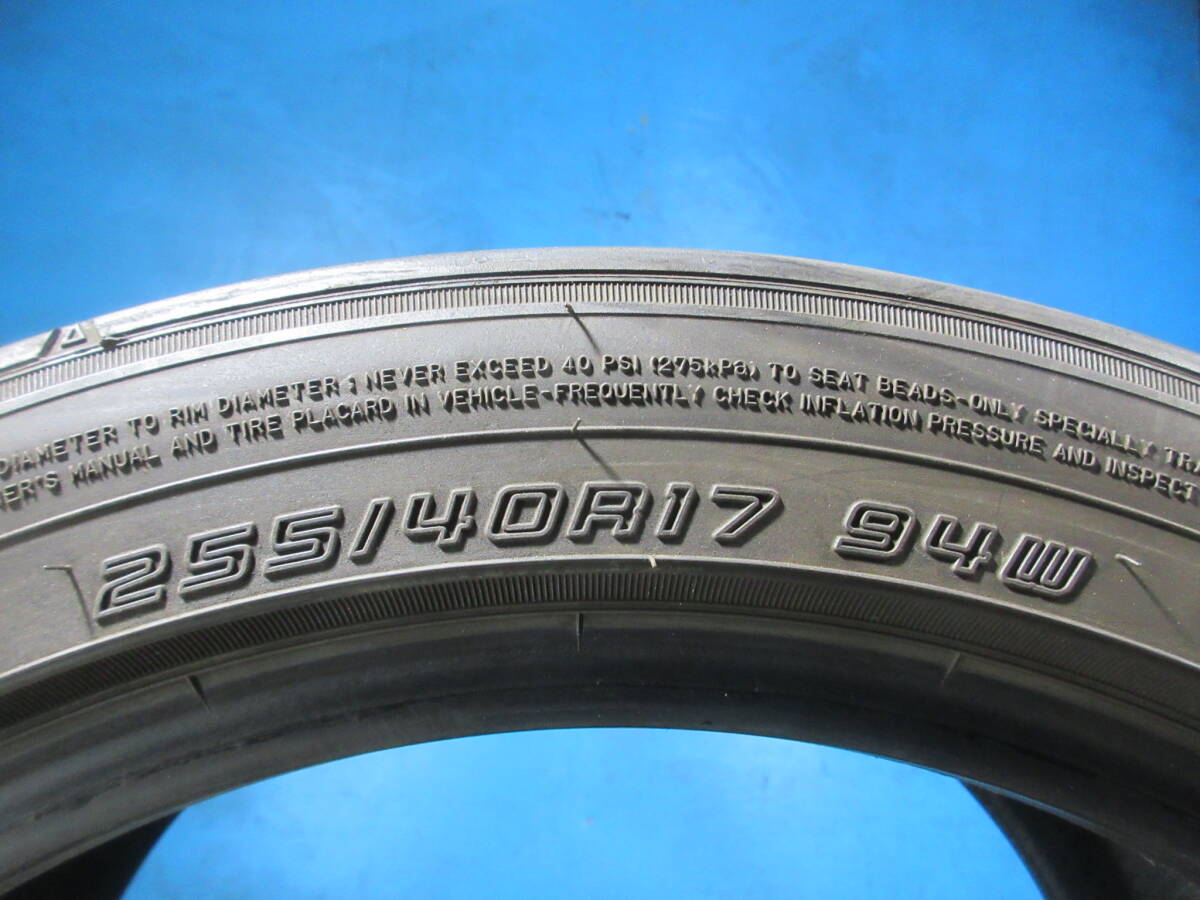 DIAMETER TO RIM DIAMETER : NEVER EXCEED 40 PSI (275kPa) TO SEAT BEADS-ONLY SPECIALLY
MANUAL AND TIRE PLACARD IN VEHICLE-FREQUENTLY CHECK INFLATION PRESSURE AND INSPECT
255/40R17 94W